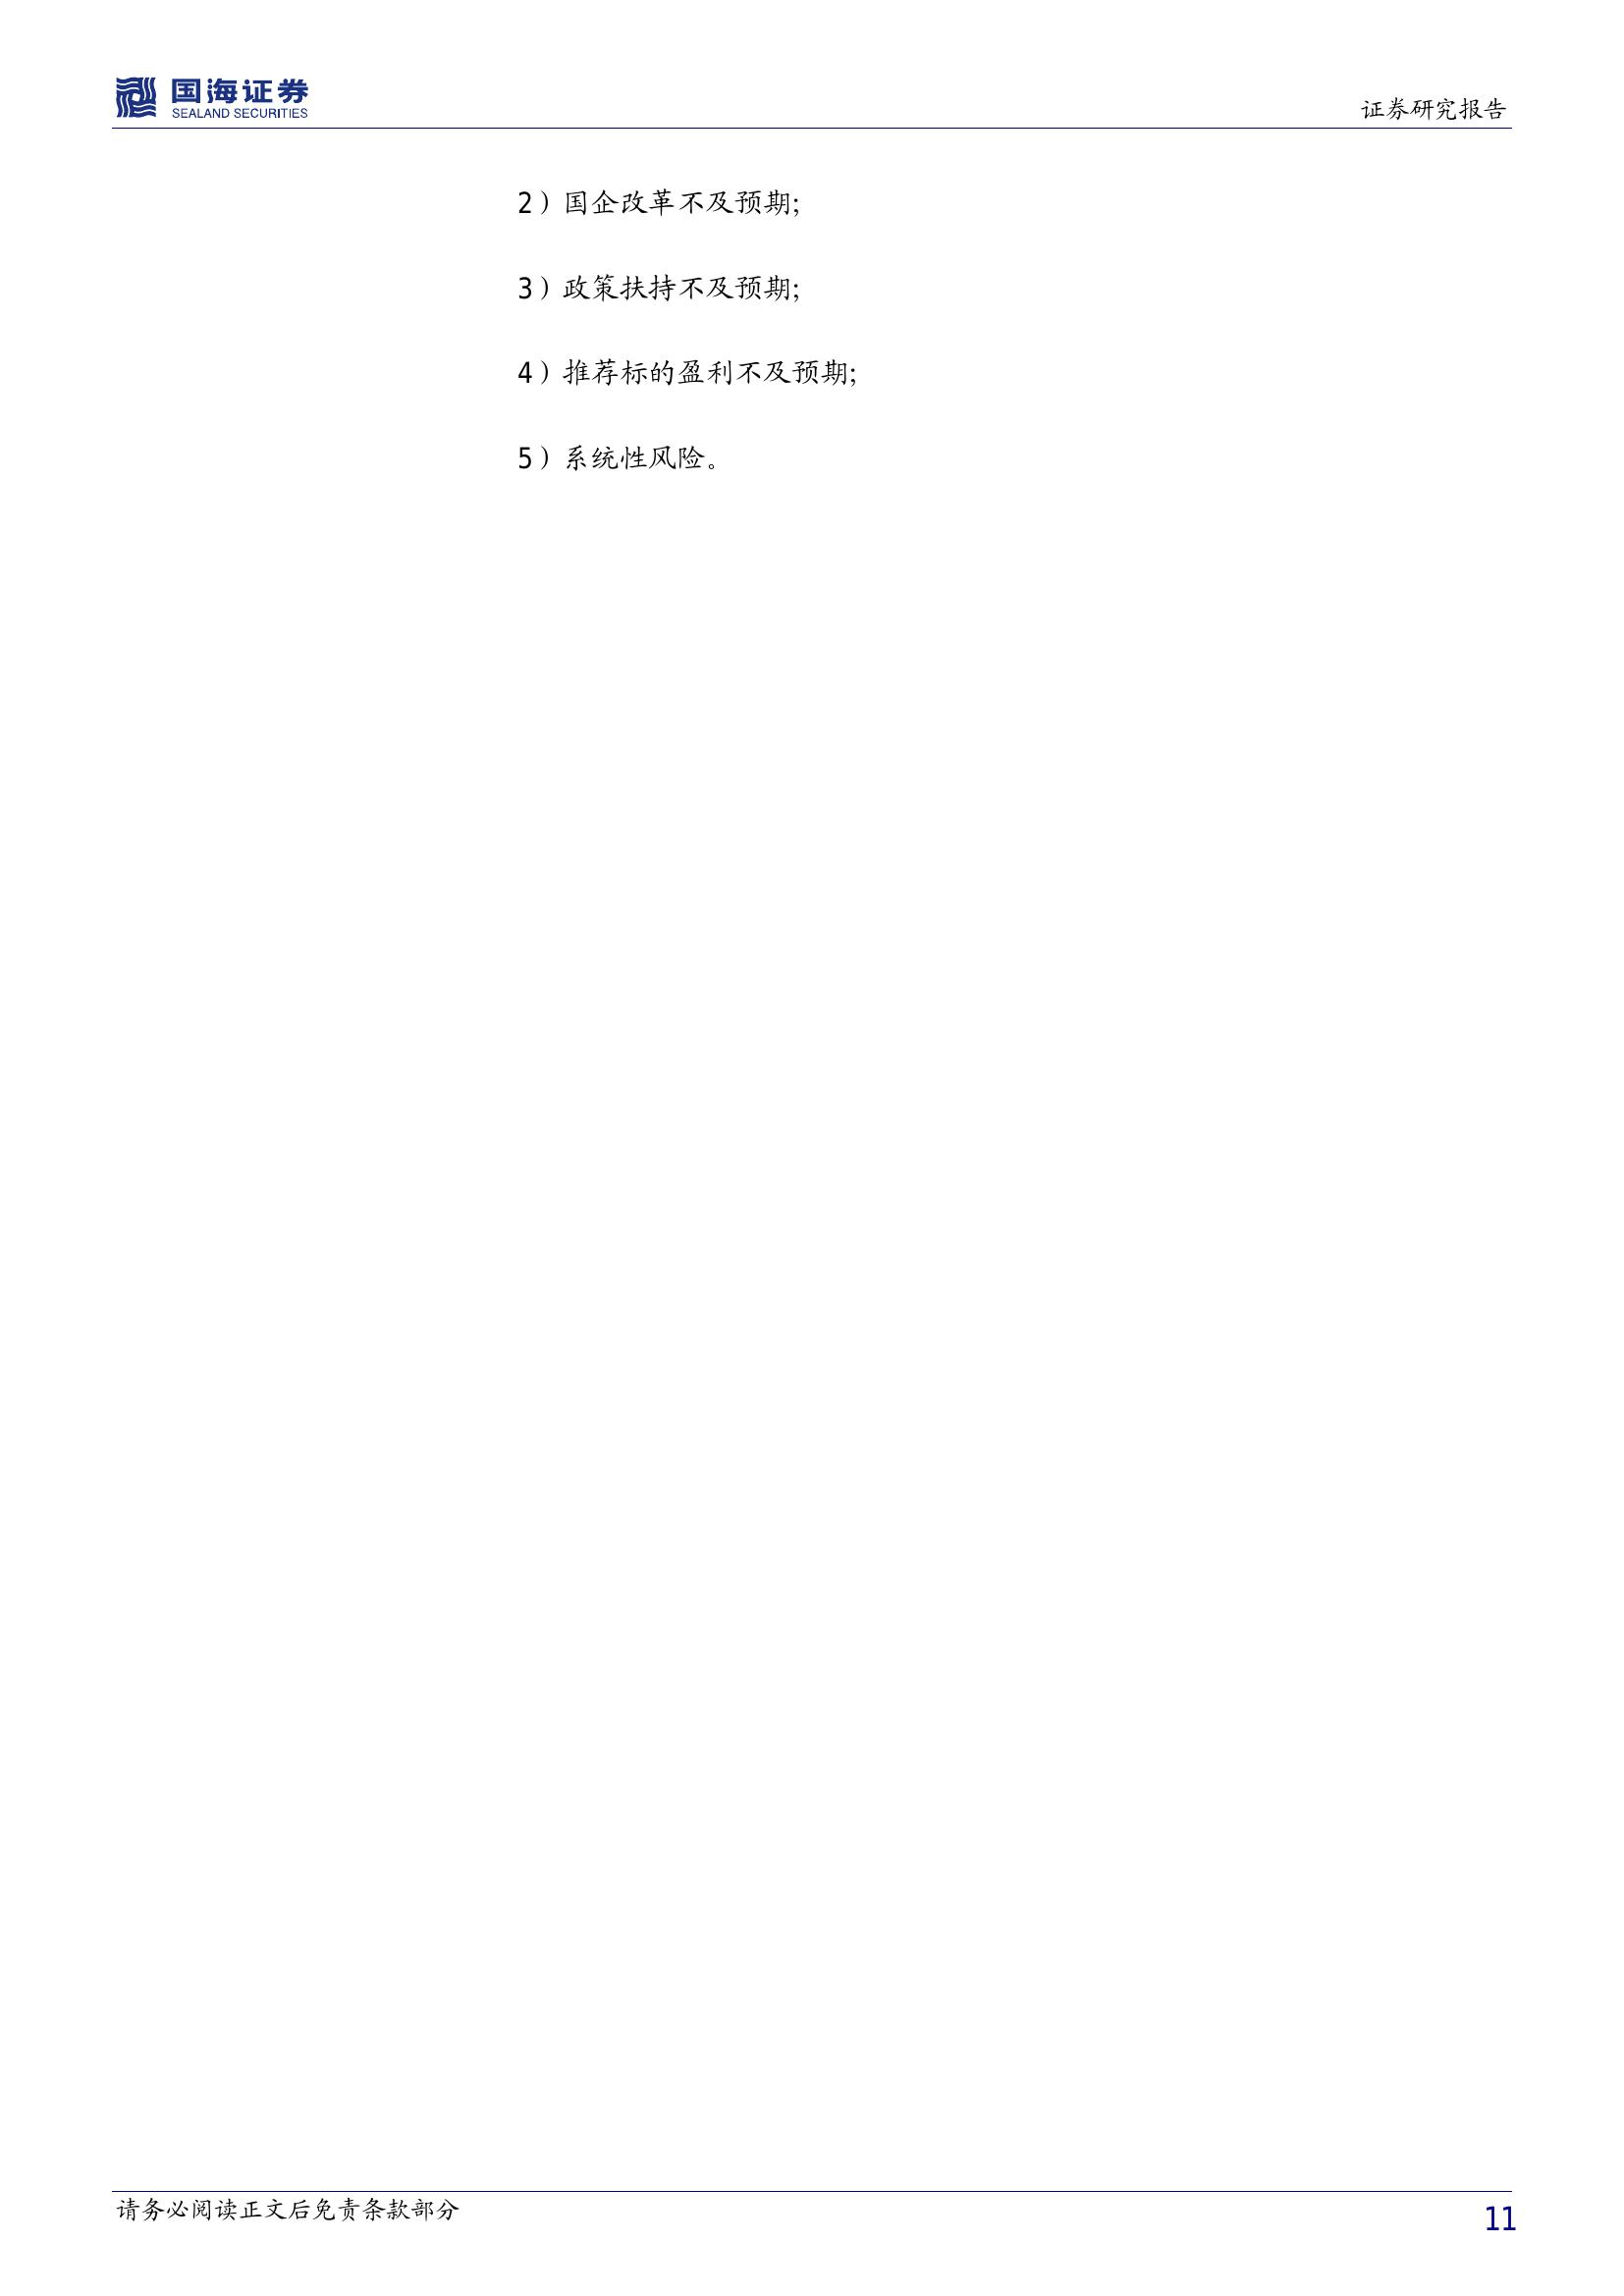 国海证券
SEALAND SECURITIES
证券研究报告
2）国企改革不及预期;
3）政策扶持不及预期;
4）推荐标的盈利不及预期;
5）系统性风险。
请务必阅读正文后免责条款部分
11